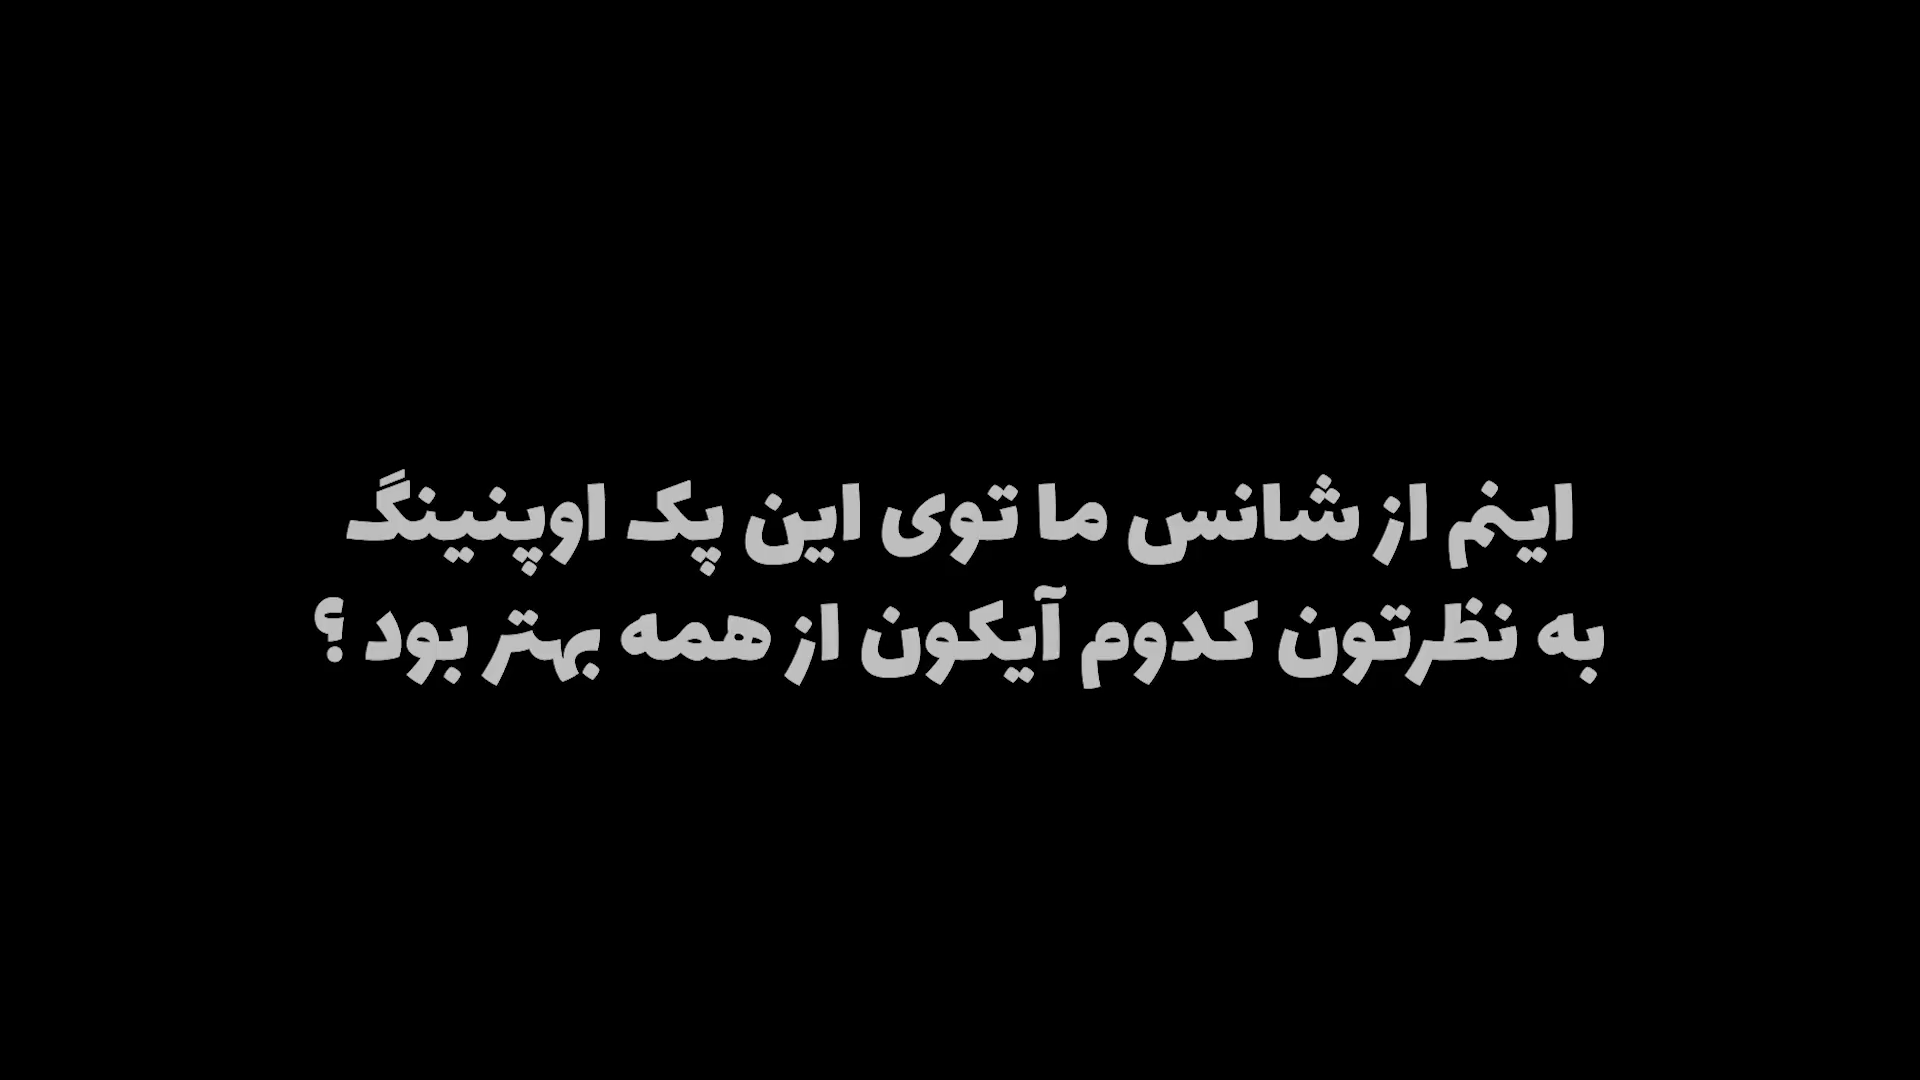 اینم از شانس ما توی این پک اوپنینگ
به نظرتون کدوم آیکون از همه بهتر بود ؟